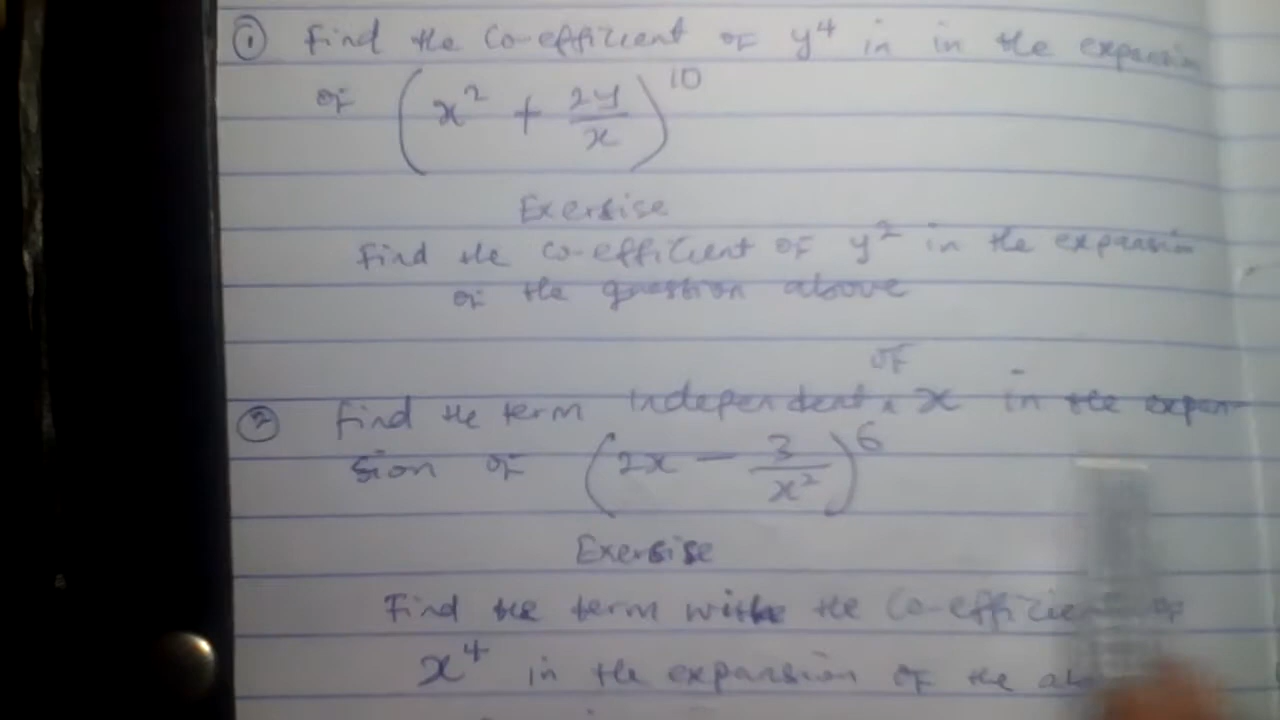 ① Find the co-efficient of y⁴ in in the expansion
of (x² + 2y/x)¹⁰
Exersise
Find the co-efficient of y² in the expansion
of the question above
of
② Find the term independent x in the expan-
sion of (2x - 3/x²)⁶
Exersise
Find the term with the co-efficient of
x⁴ in the expansion of the